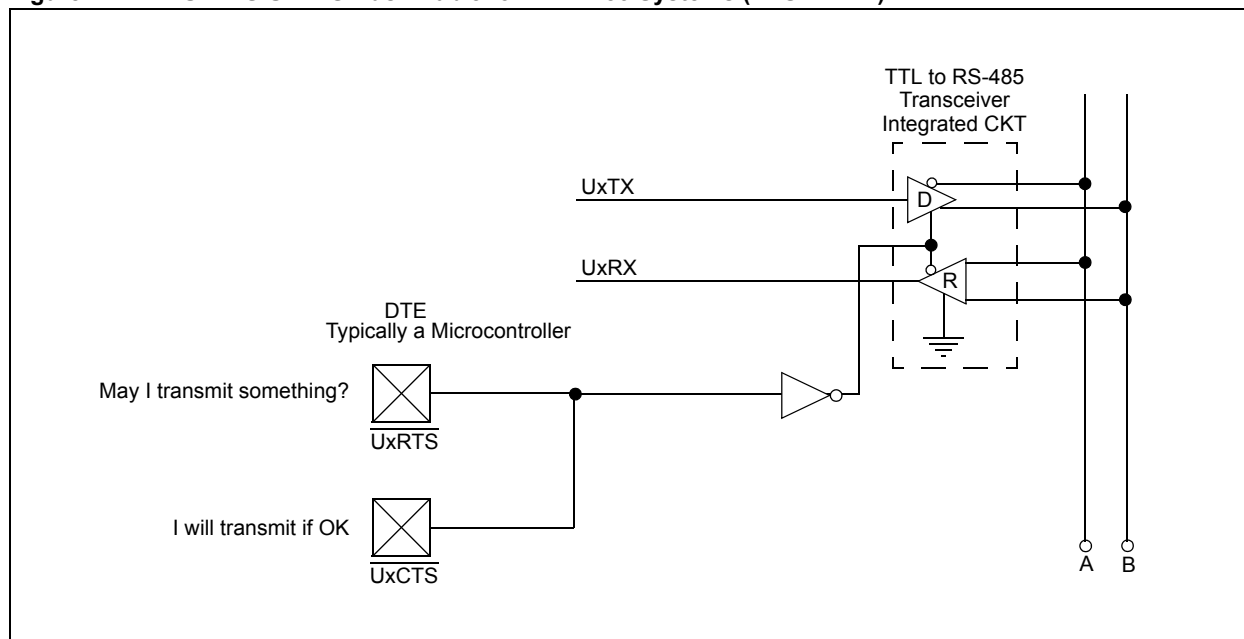 TTL to RS-485
Transceiver
Integrated CKT
UxTX
D
UxRX
R
DTE
Typically a Microcontroller
May I transmit something?
UxRTS
I will transmit if OK
UxCTS
A B